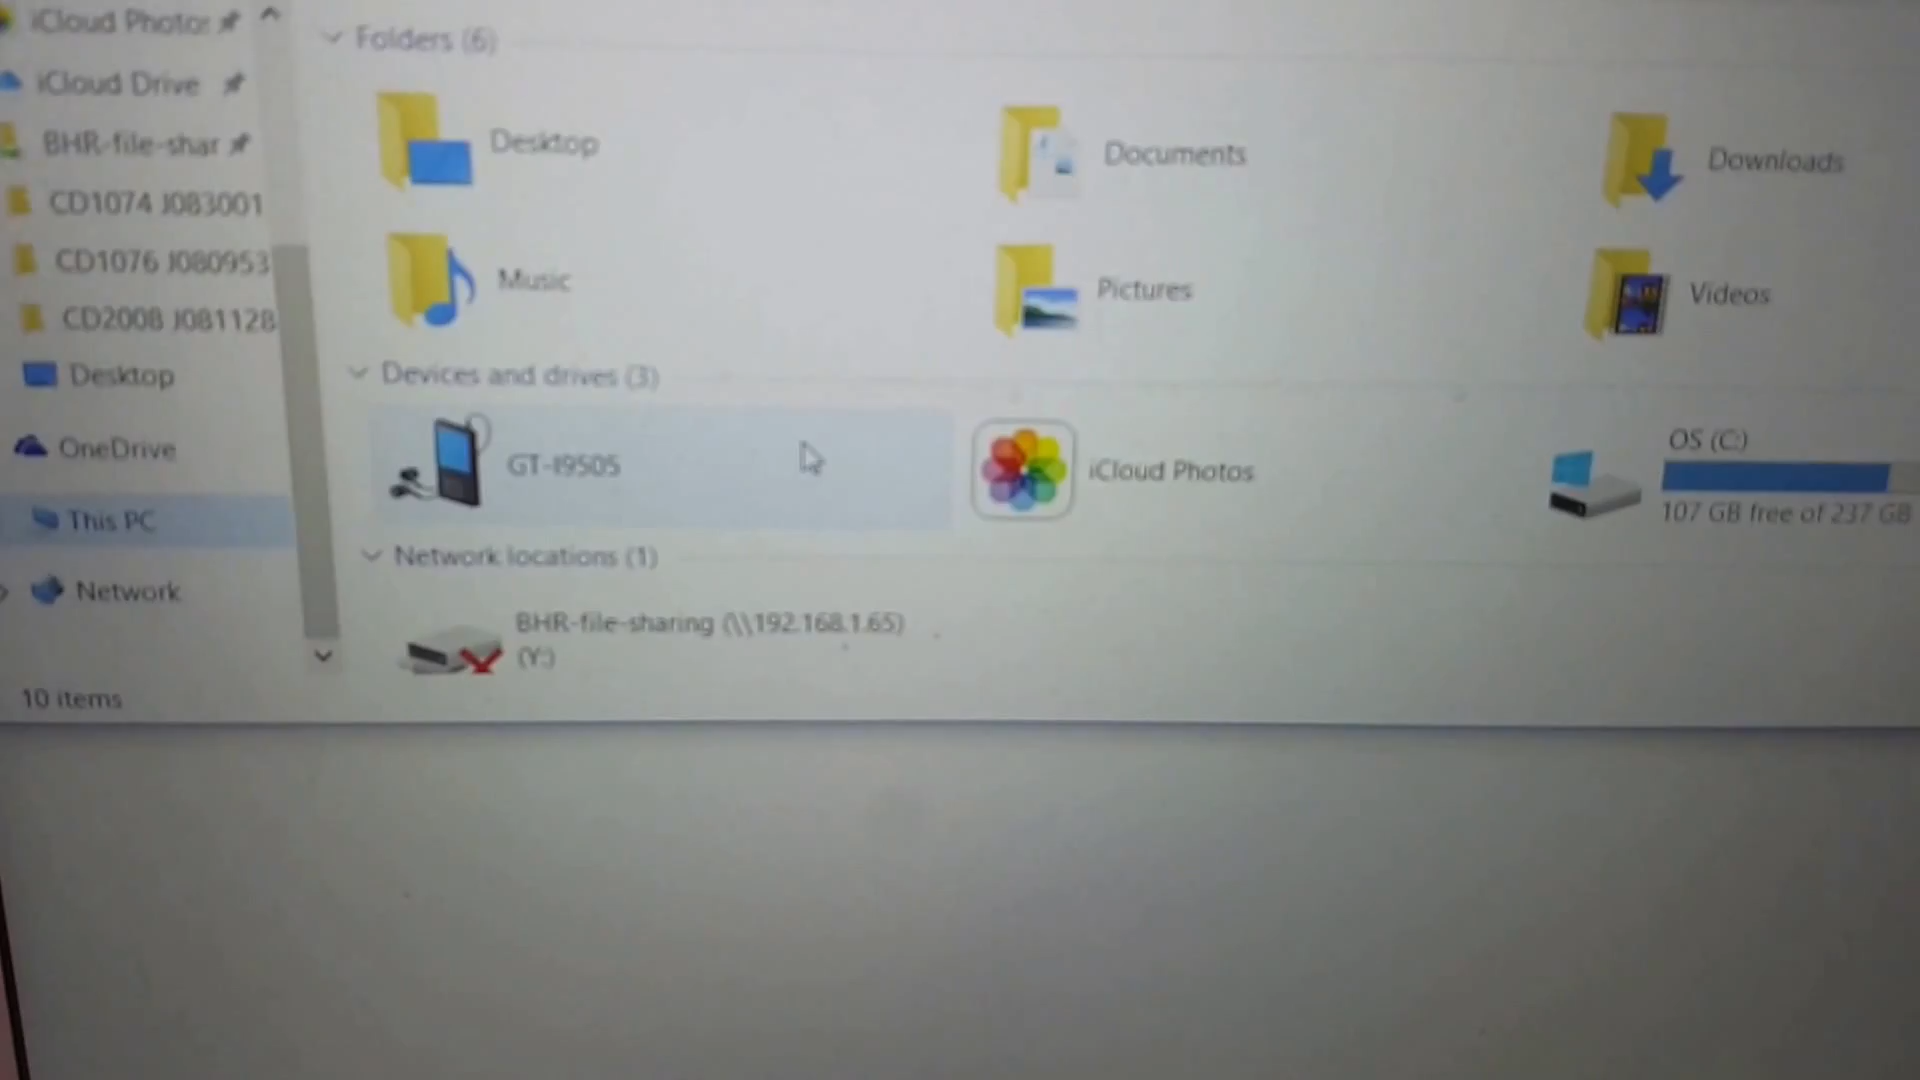 iCloud Photos
iCloud Drive
BHR-file-shar
CD1074 J083001
CD1076 J080953
CD2008 J081128
Desktop
OneDrive
This PC
Network
10 items
Folders (6)
Desktop
Documents
Downloads
Music
Pictures
Videos
Devices and drives (3)
GT-I9505
iCloud Photos
OS (C:)
107 GB free of 237 GB
Network locations (1)
BHR-file-sharing (\\192.168.1.65)
(Y:)